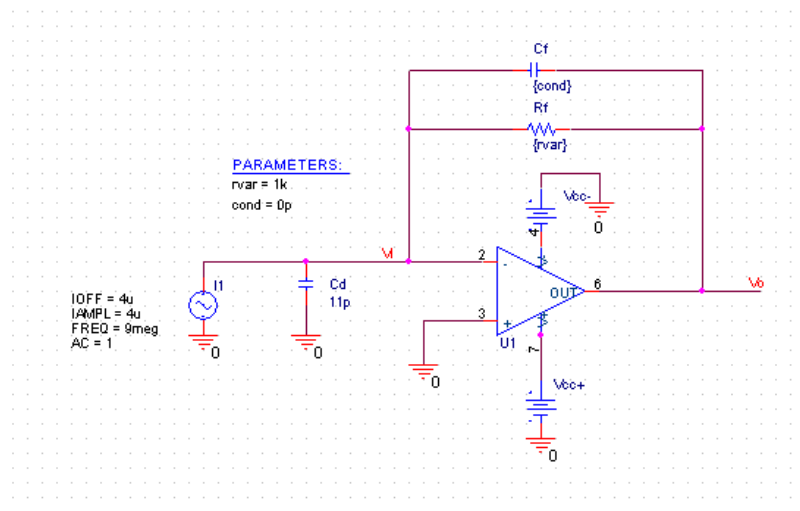 Cf
{cond}
Rf
{rvar}
PARAMETERS:
rvar = 1k
cond = 0p
Vcc-
0
4
Vi
2
-
I1
Cd
11p
OUT
6
Vo
IOFF = 4u
IAMPL = 4u
FREQ = 9meg
AC = 1
3
+
U1
7
0
0
0
Vcc+
0